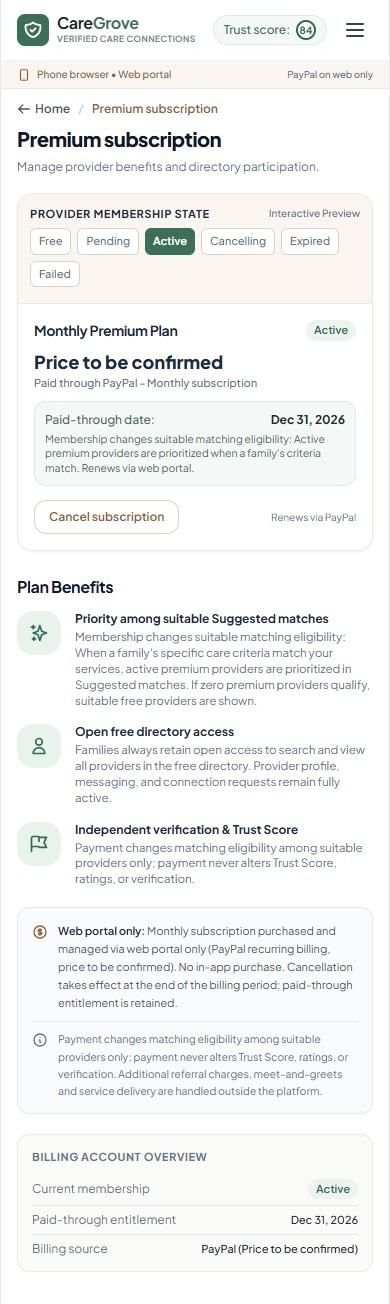 CareGrove
VERIFIED CARE CONNECTIONS
Trust score: 84
Phone browser • Web portal
PayPal on web only
← Home / Premium subscription
Premium subscription
Manage provider benefits and directory participation.
PROVIDER MEMBERSHIP STATE
Interactive Preview
Free
Pending
Active
Cancelling
Expired
Failed
Monthly Premium Plan
Active
Price to be confirmed
Paid through PayPal - Monthly subscription
Paid-through date:
Dec 31, 2026
Membership changes suitable matching eligibility: Active
premium providers are prioritized when a family's criteria
match. Renews via web portal.
Cancel subscription
Renews via PayPal
Plan Benefits
Priority among suitable Suggested matches
Membership changes suitable matching eligibility:
When a family's specific care criteria match your
services, active premium providers are prioritized in
Suggested matches. If zero premium providers qualify,
suitable free providers are shown.
Open free directory access
Families always retain open access to search and view
all providers in the free directory. Provider profile,
messaging, and connection requests remain fully
active.
Independent verification & Trust Score
Payment changes matching eligibility among suitable
providers only; payment never alters Trust Score,
ratings, or verification.
Web portal only: Monthly subscription purchased and
managed via web portal only (PayPal recurring billing,
price to be confirmed). No in-app purchase. Cancellation
takes effect at the end of the billing period; paid-through
entitlement is retained.
Payment changes matching eligibility among suitable
providers only; payment never alters Trust Score, ratings, or
verification. Additional referral charges, meet-and-greets
and service delivery are handled outside the platform.
BILLING ACCOUNT OVERVIEW
Current membership
Active
Paid-through entitlement
Dec 31, 2026
Billing source
PayPal (Price to be confirmed)